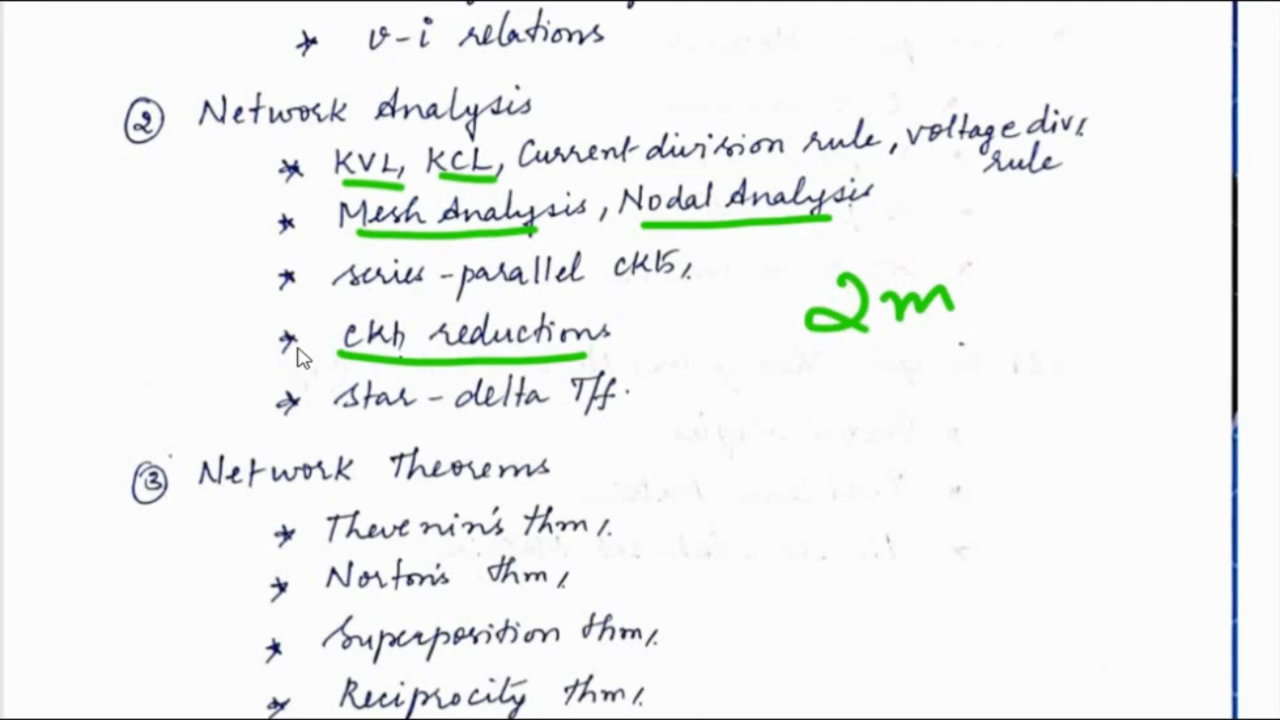 * v-i relations
② Network Analysis
* KVL, KCL, Current division rule, voltage div. rule
* Mesh Analysis, Nodal Analysis
* series-parallel ckts.
* ckt reductions
2m
* star-delta T/f.
③ Network Theorems
* Thevenin's thm.
* Norton's thm.
* Superposition thm.
* Reciprocity thm.